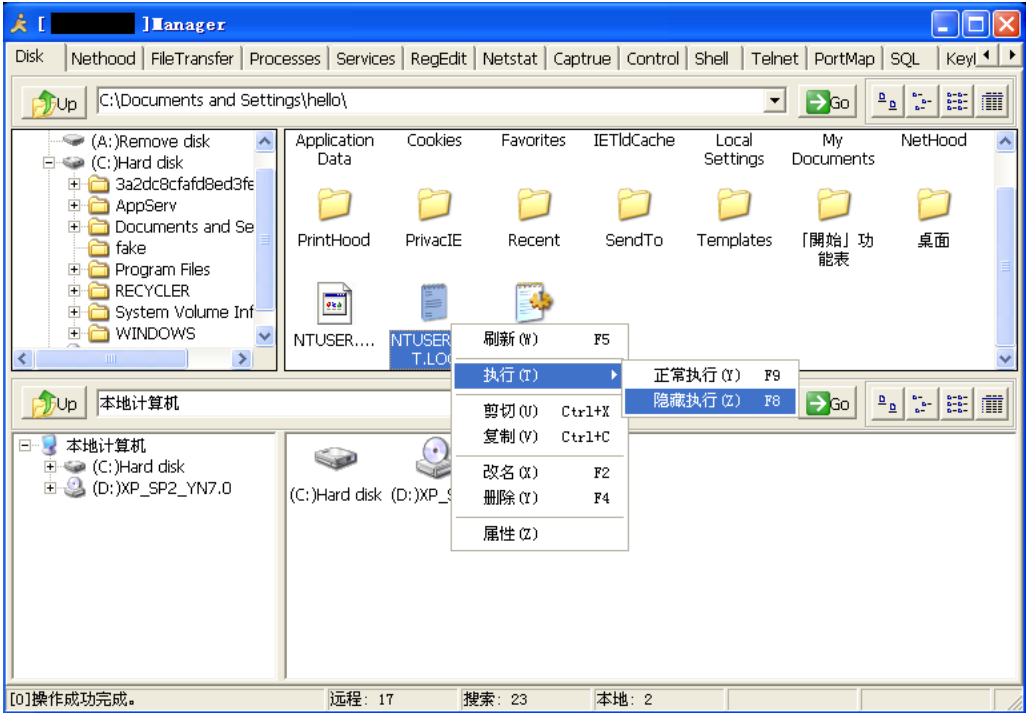 [ ]Manager
Disk Nethood FileTransfer Processes Services RegEdit Netstat Captrue Control Shell Telnet PortMap SQL Keyl
Up C:\Documents and Settings\hello\ Go
(A:)Remove disk
(C:)Hard disk
3a2dc8cfafd8ed3fe
AppServ
Documents and Se
fake
Program Files
RECYCLER
System Volume Inf
WINDOWS
Application Data
Cookies
Favorites
IETldCache
Local Settings
My Documents
NetHood
PrintHood
PrivacIE
Recent
SendTo
Templates
「開始」功能表
桌面
NTUSER....
NTUSER
T.LO
刷新(W) F5
执行(T)
剪切(U) Ctrl+X
复制(V) Ctrl+C
改名(X) F2
删除(Y) F4
属性(Z)
正常执行(Y) F9
隐藏执行(Z) F8
Up 本地计算机 Go
本地计算机
(C:)Hard disk
(D:)XP_SP2_YN7.0
(C:)Hard disk
(D:)XP_S
[0]操作成功完成。 远程: 17 搜索: 23 本地: 2